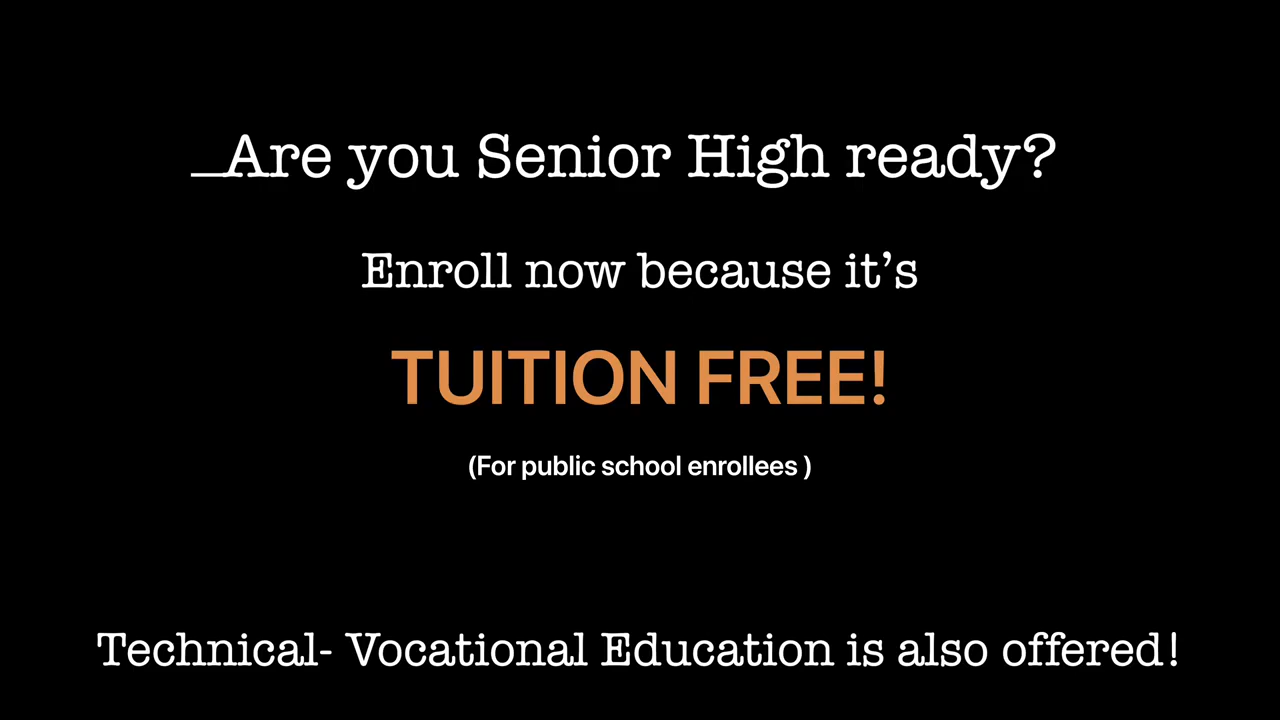 _Are you Senior High ready?
Enroll now because it’s
TUITION FREE!
(For public school enrollees )
Technical- Vocational Education is also offered!